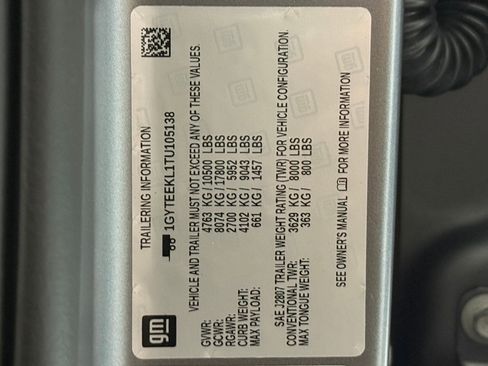 gm
TRAILERING INFORMATION
1GYTEEKL1TU105138
VEHICLE AND TRAILER MUST NOT EXCEED ANY OF THESE VALUES
GVWR: 4763 KG/ 10500 LBS
GCWR: 8074 KG/ 17800 LBS
RGAWR: 2700 KG/ 5952 LBS
CURB WEIGHT: 4102 KG/ 9043 LBS
MAX PAYLOAD: 661 KG/ 1457 LBS
SAE J2807 TRAILER WEIGHT RATING (TWR) FOR VEHICLE CONFIGURATION.
CONVENTIONAL TWR: 3629 KG/ 8000 LBS
MAX TONGUE WEIGHT: 363 KG/ 800 LBS
SEE OWNER'S MANUAL FOR MORE INFORMATION